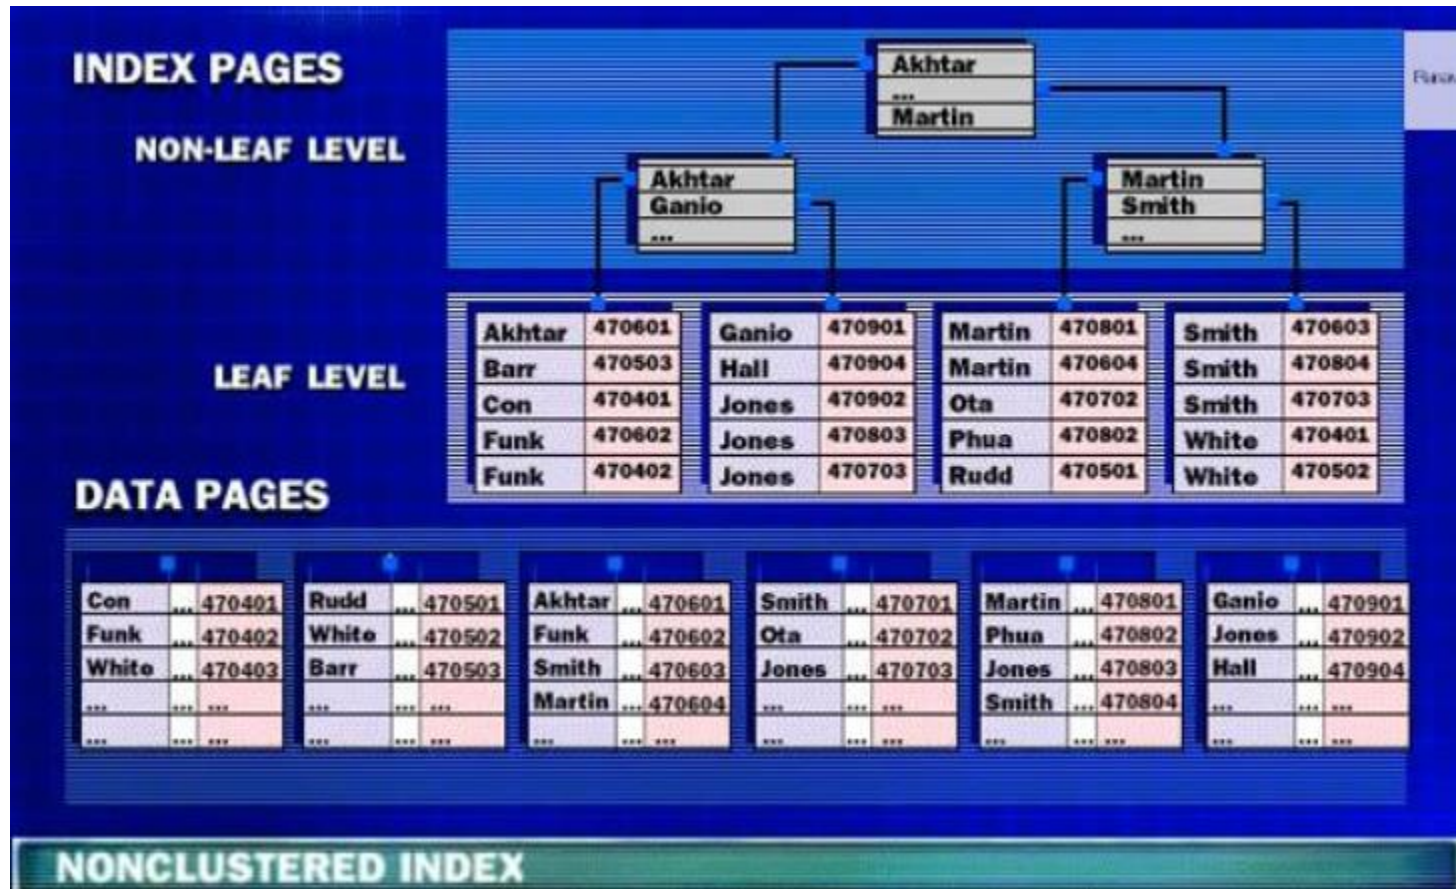 INDEX PAGES
NON-LEAF LEVEL
Akhtar
...
Martin
Akhtar
Ganio
...
Martin
Smith
...
LEAF LEVEL
Akhtar 470601
Barr 470503
Con 470401
Funk 470602
Funk 470402
Ganio 470901
Hall 470904
Jones 470902
Jones 470803
Jones 470703
Martin 470801
Martin 470604
Ota 470702
Phua 470802
Rudd 470501
Smith 470603
Smith 470804
Smith 470703
White 470401
White 470502
DATA PAGES
Con ... 470401
Funk ... 470402
White ... 470403
... ... ...
... ... ...
Rudd ... 470501
White ... 470502
Barr ... 470503
... ... ...
... ... ...
Akhtar ... 470601
Funk ... 470602
Smith ... 470603
Martin ... 470604
... ... ...
Smith ... 470701
Ota ... 470702
Jones ... 470703
... ... ...
... ... ...
Martin ... 470801
Phua ... 470802
Jones ... 470803
Smith ... 470804
... ... ...
Ganio ... 470901
Jones ... 470902
Hall ... 470904
... ... ...
... ... ...
NONCLUSTERED INDEX